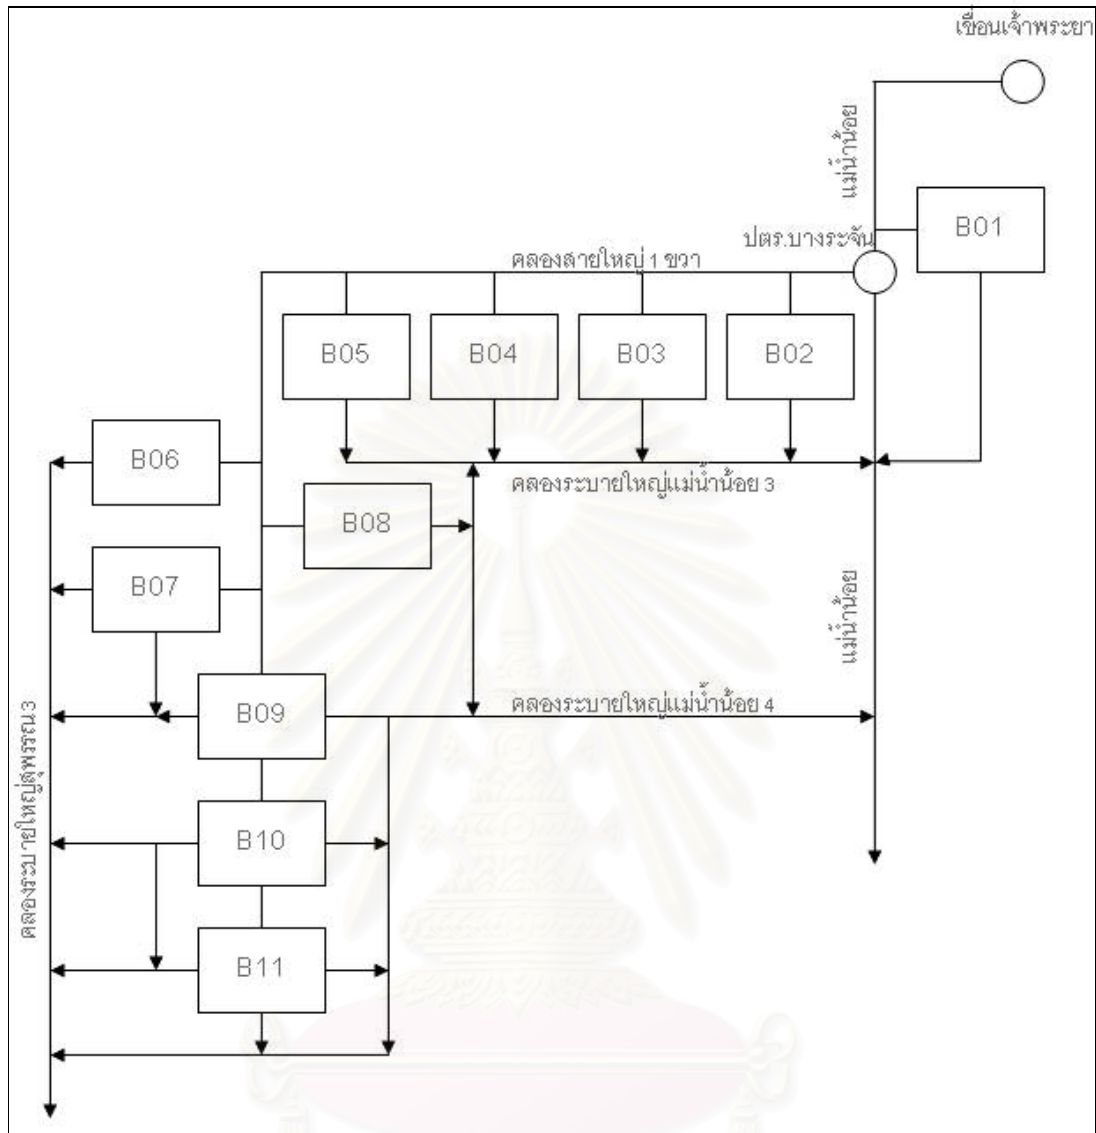 เขื่อนเจ้าพระยา
แม่น้ำน้อย
B01
ปตร.บางระจัน
คลองสายใหญ่ 1 ขวา
B05
B04
B03
B02
B06
คลองระบายใหญ่แม่น้ำน้อย 3
B08
B07
แม่น้ำน้อย
คลองระบายใหญ่สุพรรณ 3
B09
คลองระบายใหญ่แม่น้ำน้อย 4
B10
B11